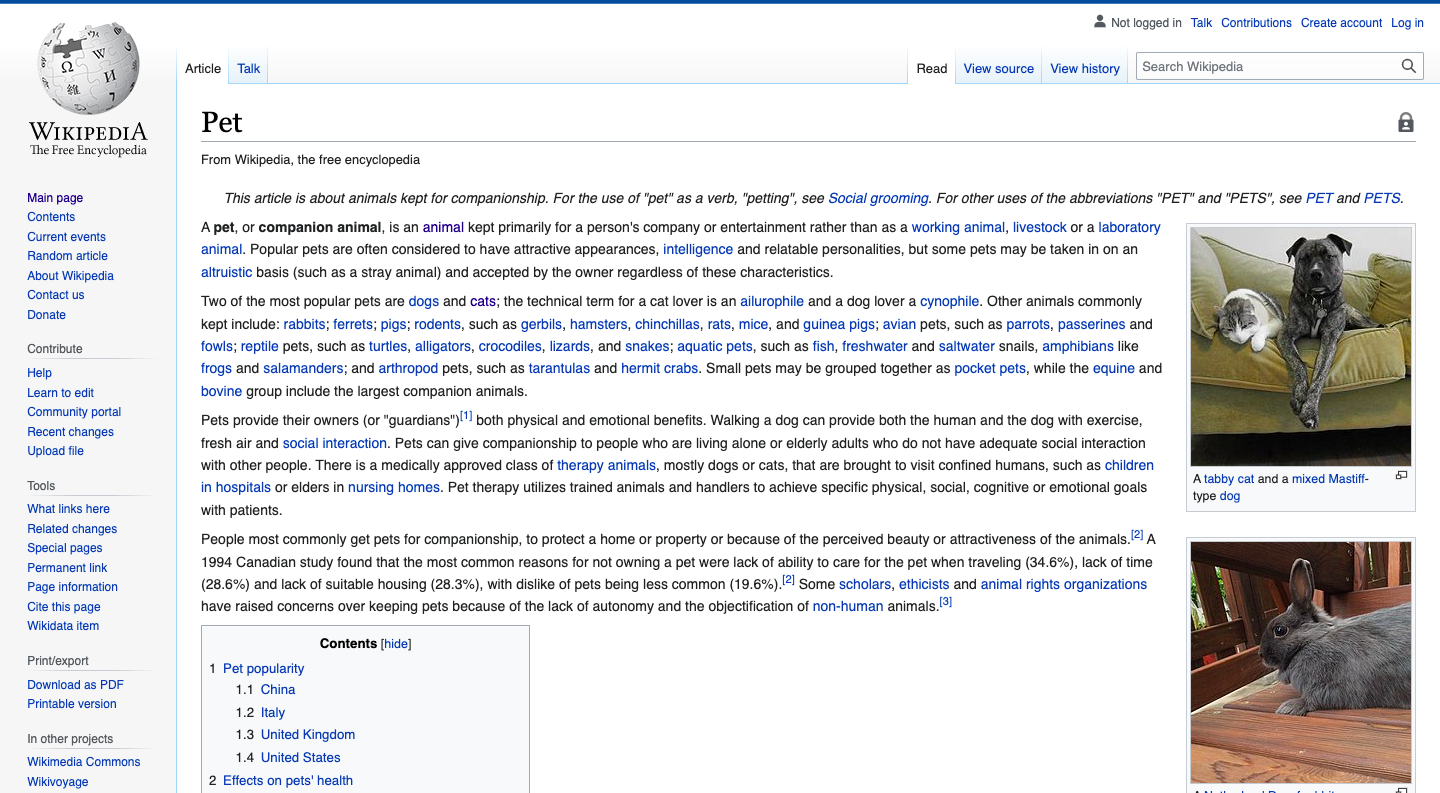 Not logged in Talk Contributions Create account Log in
Article Talk Read View source View history Search Wikipedia
WIKIPEDIA
The Free Encyclopedia
Main page
Contents
Current events
Random article
About Wikipedia
Contact us
Donate
Contribute
Help
Learn to edit
Community portal
Recent changes
Upload file
Tools
What links here
Related changes
Special pages
Permanent link
Page information
Cite this page
Wikidata item
Print/export
Download as PDF
Printable version
In other projects
Wikimedia Commons
Wikivoyage
Pet
From Wikipedia, the free encyclopedia
This article is about animals kept for companionship. For the use of "pet" as a verb, "petting", see Social grooming. For other uses of the abbreviations "PET" and "PETS", see PET and PETS.
A pet, or companion animal, is an animal kept primarily for a person's company or entertainment rather than as a working animal, livestock or a laboratory
animal. Popular pets are often considered to have attractive appearances, intelligence and relatable personalities, but some pets may be taken in on an
altruistic basis (such as a stray animal) and accepted by the owner regardless of these characteristics.
Two of the most popular pets are dogs and cats; the technical term for a cat lover is an ailurophile and a dog lover a cynophile. Other animals commonly
kept include: rabbits; ferrets; pigs; rodents, such as gerbils, hamsters, chinchillas, rats, mice, and guinea pigs; avian pets, such as parrots, passerines and
fowls; reptile pets, such as turtles, alligators, crocodiles, lizards, and snakes; aquatic pets, such as fish, freshwater and saltwater snails, amphibians like
frogs and salamanders; and arthropod pets, such as tarantulas and hermit crabs. Small pets may be grouped together as pocket pets, while the equine and
bovine group include the largest companion animals.
Pets provide their owners (or "guardians")[1] both physical and emotional benefits. Walking a dog can provide both the human and the dog with exercise,
fresh air and social interaction. Pets can give companionship to people who are living alone or elderly adults who do not have adequate social interaction
with other people. There is a medically approved class of therapy animals, mostly dogs or cats, that are brought to visit confined humans, such as children
in hospitals or elders in nursing homes. Pet therapy utilizes trained animals and handlers to achieve specific physical, social, cognitive or emotional goals
with patients.
People most commonly get pets for companionship, to protect a home or property or because of the perceived beauty or attractiveness of the animals.[2] A
1994 Canadian study found that the most common reasons for not owning a pet were lack of ability to care for the pet when traveling (34.6%), lack of time
(28.6%) and lack of suitable housing (28.3%), with dislike of pets being less common (19.6%).[2] Some scholars, ethicists and animal rights organizations
have raised concerns over keeping pets because of the lack of autonomy and the objectification of non-human animals.[3]
Contents [hide]
1 Pet popularity
1.1 China
1.2 Italy
1.3 United Kingdom
1.4 United States
2 Effects on pets' health
A tabby cat and a mixed Mastiff-
type dog